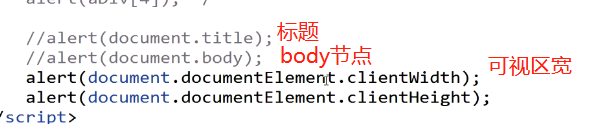 alert(aDiv[4]); */
//alert(document.title); 标题
//alert(document.body); body节点
alert(document.documentElement.clientWidth); 可视区宽
alert(document.documentElement.clientHeight);
/script>